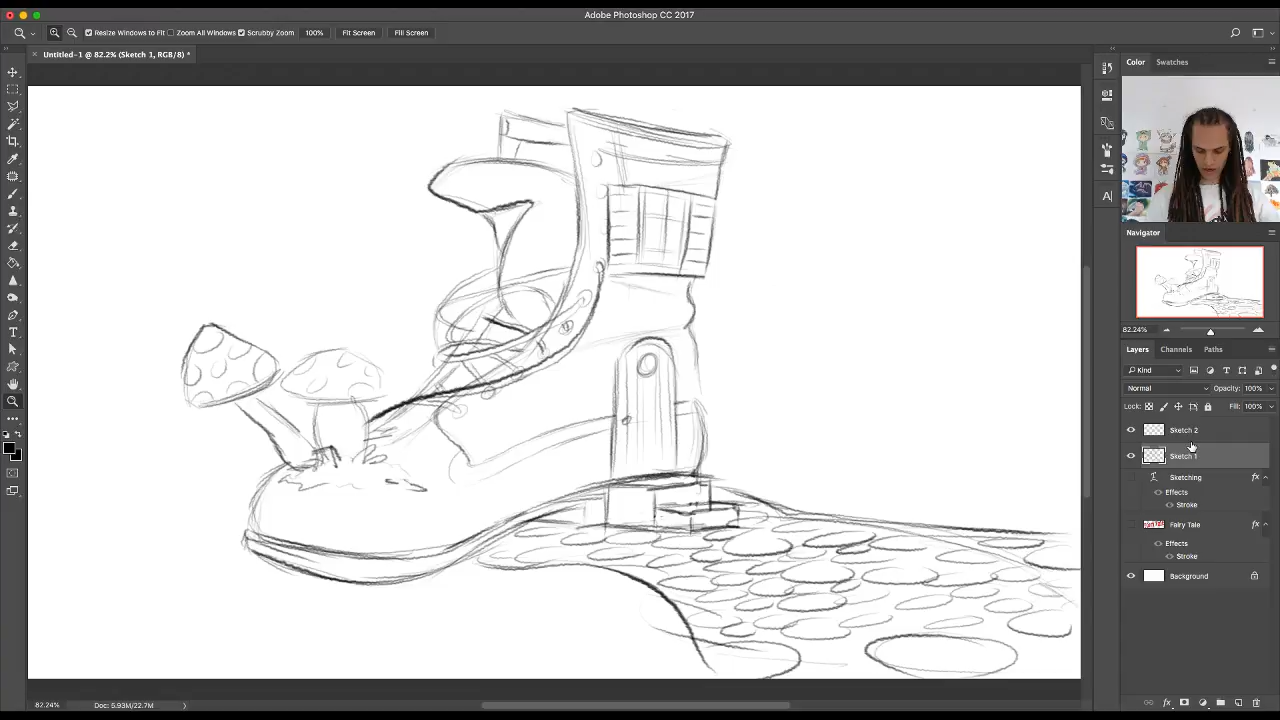 Adobe Photoshop CC 2017
Resize Windows to Fit Zoom All Windows Scrubby Zoom 100% Fit Screen Fill Screen
Untitled-1 @ 82.2% (Sketch 1, RGB/8) *
Color Swatches
Navigator
82.24%
Layers Channels Paths
Kind
Normal Opacity: 100%
Lock: Fill: 100%
Sketch 2
Sketch 1
Sketching fx
Effects
Stroke
Fairy Tale fx
Effects
Stroke
Background
82.24% Doc: 5.93M/22.7M